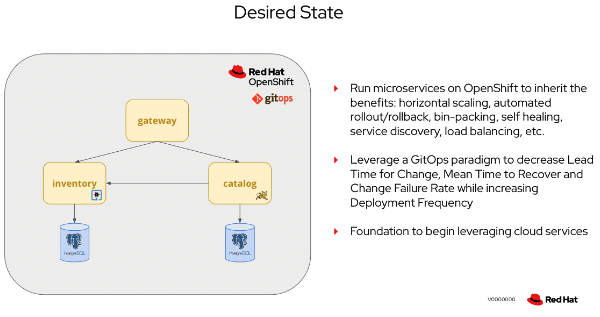 Desired State
Red Hat
OpenShift
gitops
gateway
inventory
catalog
PostgreSQL
PostgreSQL
Run microservices on OpenShift to inherit the
benefits: horizontal scaling, automated
rollout/rollback, bin-packing, self healing,
service discovery, load balancing, etc.
Leverage a GitOps paradigm to decrease Lead
Time for Change, Mean Time to Recover and
Change Failure Rate while increasing
Deployment Frequency
Foundation to begin leveraging cloud services
V0000000
Red Hat